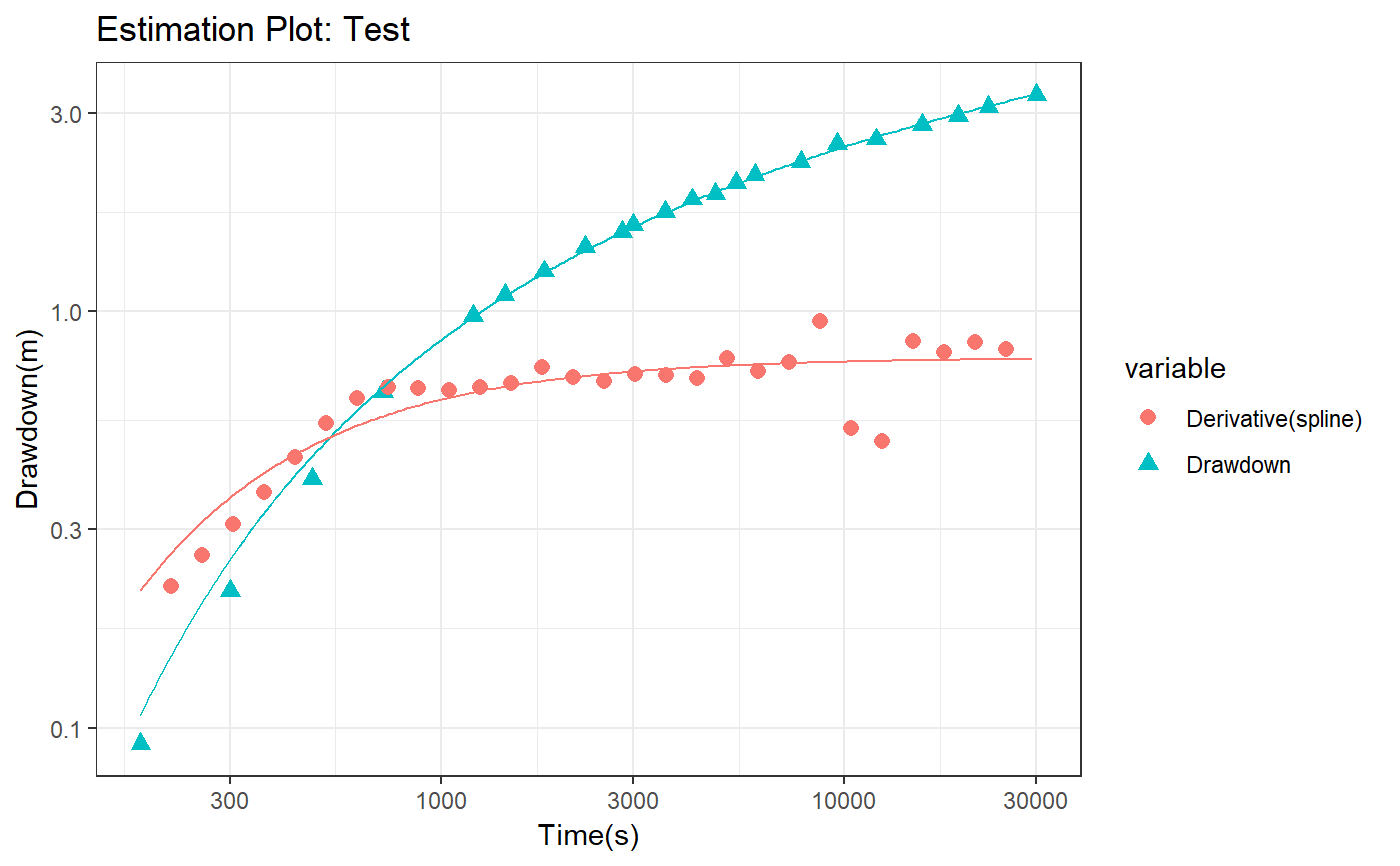 Estimation Plot: Test
3.0
1.0
0.3
0.1
Drawdown(m)
300 1000 3000 10000 30000
Time(s)
variable
Derivative(spline)
Drawdown